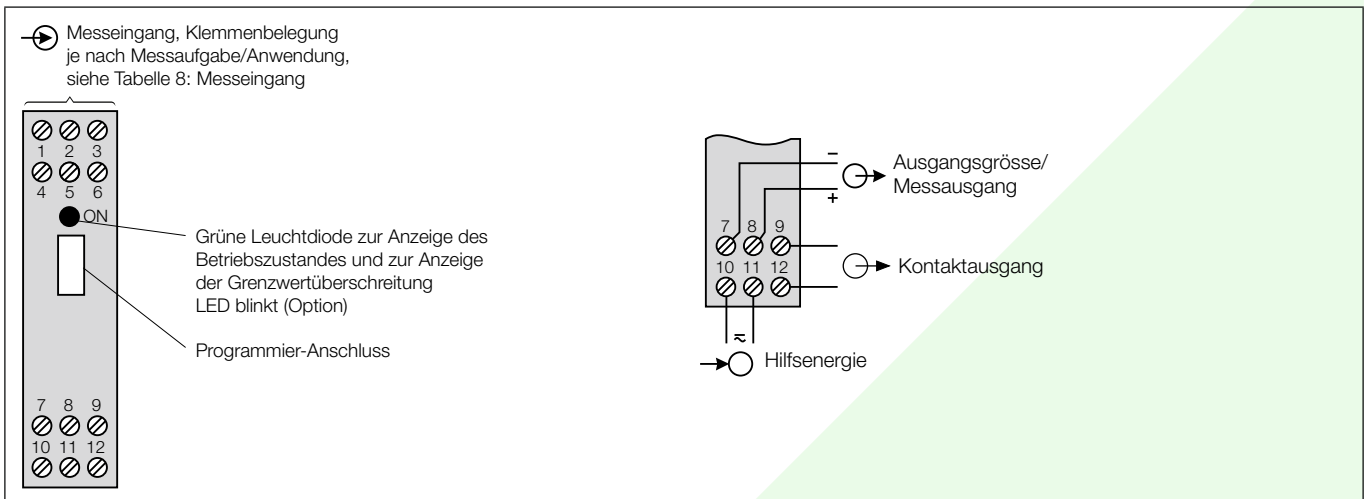 Messeingang, Klemmenbelegung
je nach Messaufgabe/Anwendung,
siehe Tabelle 8: Messeingang
1 2 3
4 5 6
ON
Grüne Leuchtdiode zur Anzeige des
Betriebszustandes und zur Anzeige
der Grenzwertüberschreitung
LED blinkt (Option)
Programmier-Anschluss
7 8 9
10 11 12
–
Ausgangsgrösse/
Messausgang
+
7 8 9
10 11 12
Kontaktausgang
Hilfsenergie